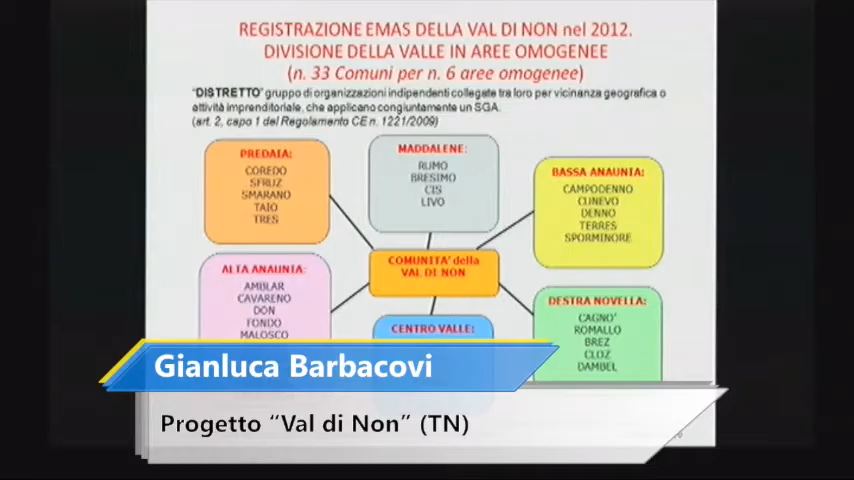 REGISTRAZIONE EMAS DELLA VAL DI NON nel 2012.
DIVISIONE DELLA VALLE IN AREE OMOGENEE
(n. 33 Comuni per n. 6 aree omogenee)
"DISTRETTO" gruppo di organizzazioni indipendenti collegate tra loro per vicinanza geografica o
attività imprenditoriale, che applicano congiuntamente un SGA.
(art. 2, capo 1 del Regolamento CE n. 1221/2009)
PREDAIA:
COREDO
SFRUZ
SMARANO
TAIO
TRES
MADDALENE:
RUMO
BRESIMO
CIS
LIVO
BASSA ANAUNIA:
CAMPODENNO
CUNEVO
DENNO
TERRES
SPORMINORE
COMUNITA' della
VAL DI NON
ALTA ANAUNIA:
AMBLAR
CAVARENO
DON
FONDO
MALOSCO
CENTRO VALLE:
DESTRA NOVELLA:
CAGNO'
ROMALLO
BREZ
CLOZ
DAMBEL
Gianluca Barbacovi
Progetto “Val di Non” (TN)